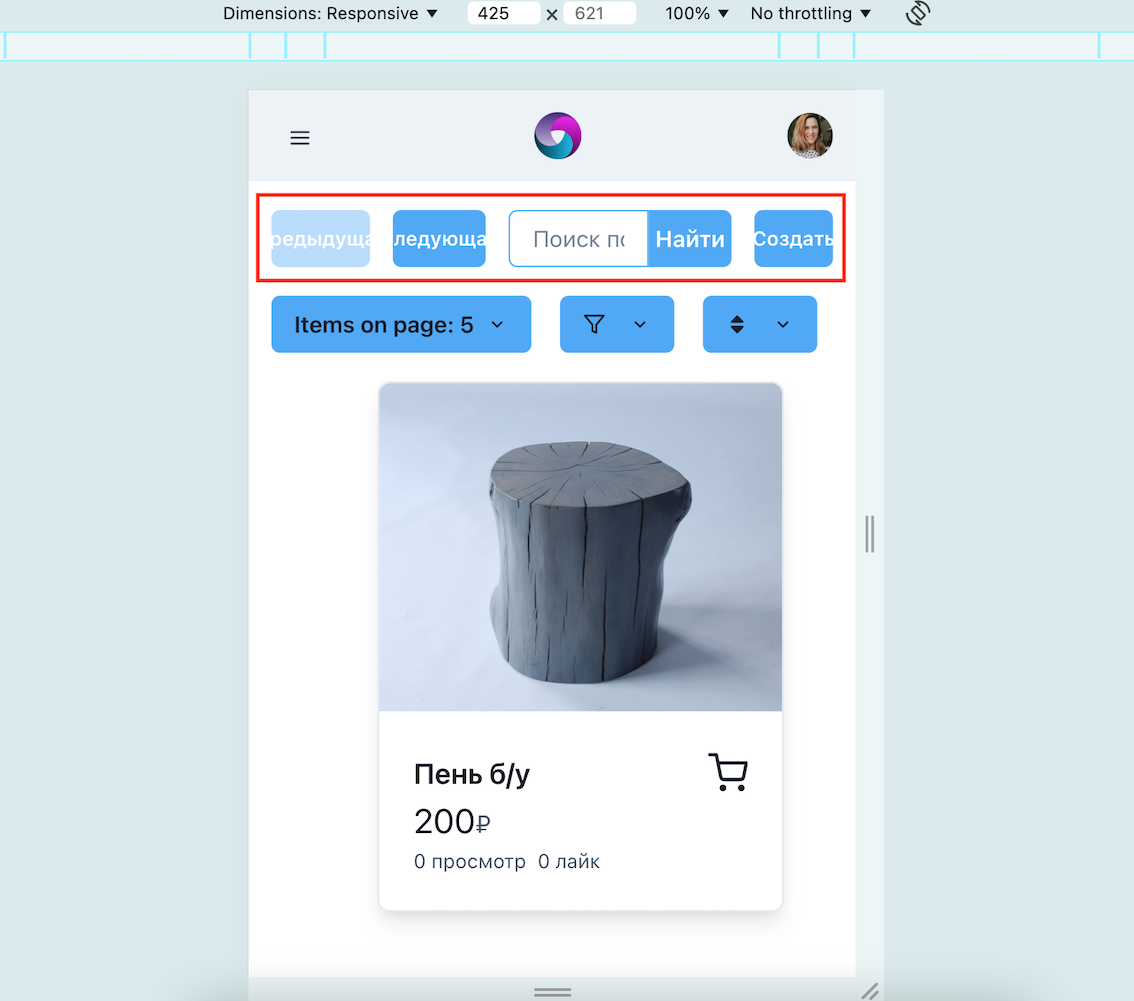 Dimensions: Responsive ▼ 425 × 621 100% ▼ No throttling ▼
редыдуща ледующа Поиск по Найти Создать
Items on page: 5
Пень б/у
200₽
0 просмотр 0 лайк